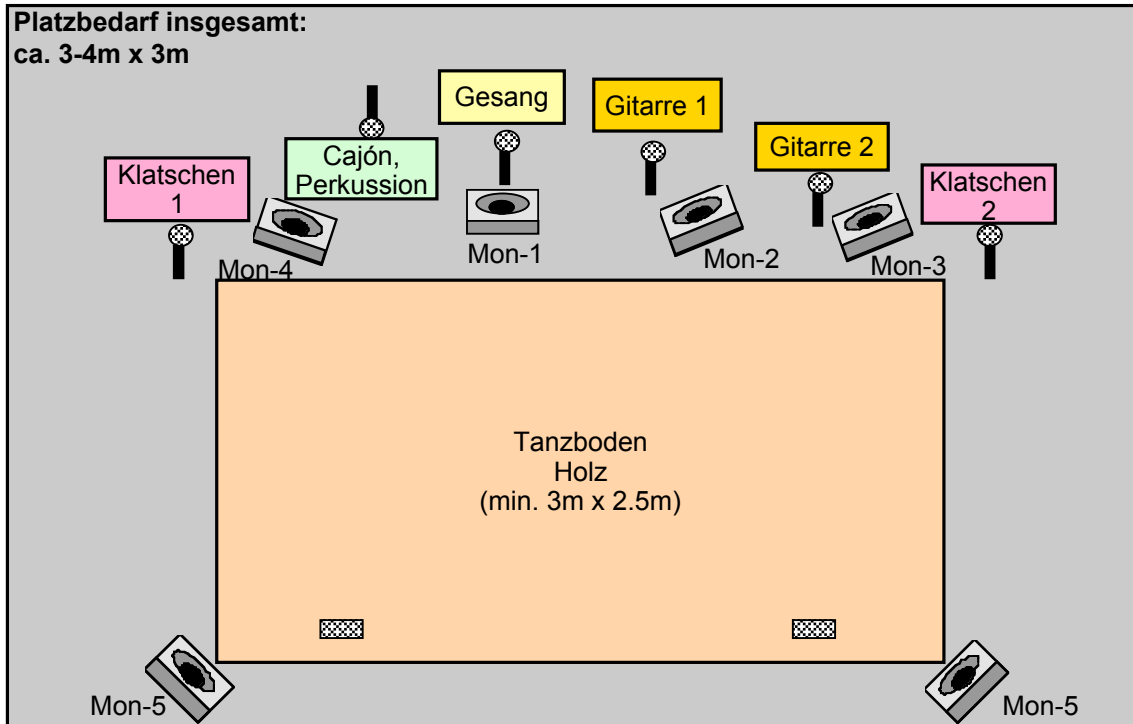 Platzbedarf insgesamt:
ca. 3-4m x 3m
Gesang
Gitarre 1
Gitarre 2
Cajón,
Perkussion
Klatschen
1
Klatschen
2
Mon-4
Mon-1
Mon-2
Mon-3
Tanzboden
Holz
(min. 3m x 2.5m)
Mon-5
Mon-5